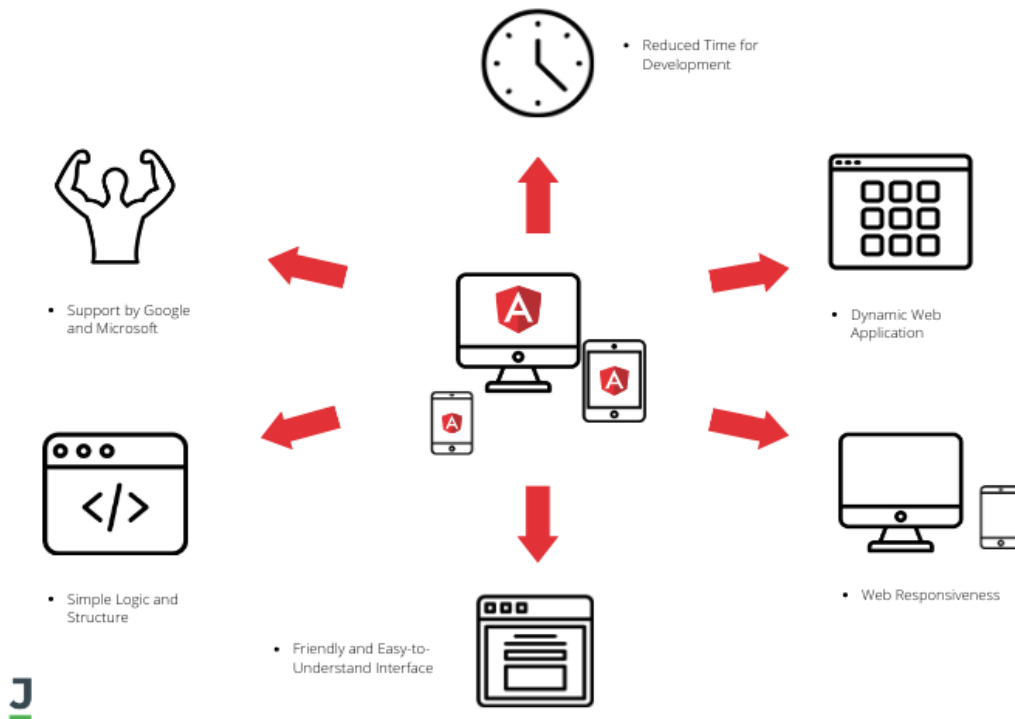 • Reduced Time for
Development
• Support by Google
and Microsoft
• Dynamic Web
Application
A
A
A
</>
• Simple Logic and
Structure
• Web Responsiveness
• Friendly and Easy-to-
Understand Interface
J